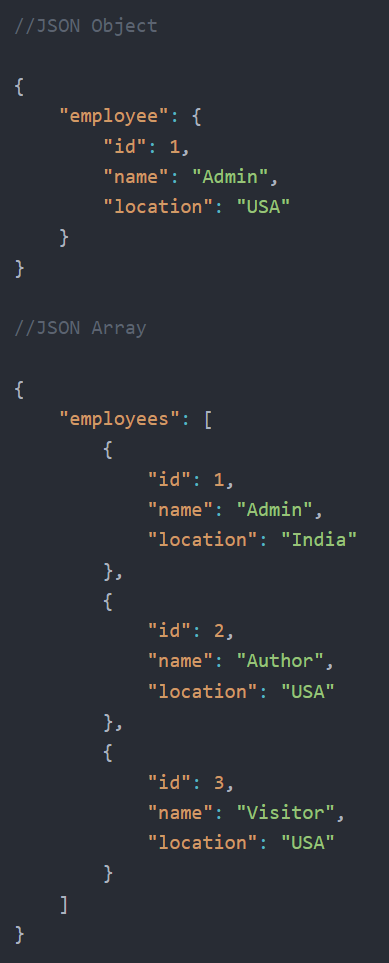 //JSON Object
{
    "employee": {
        "id": 1,
        "name": "Admin",
        "location": "USA"
    }
}
//JSON Array
{
    "employees": [
        {
            "id": 1,
            "name": "Admin",
            "location": "India"
        },
        {
            "id": 2,
            "name": "Author",
            "location": "USA"
        },
        {
            "id": 3,
            "name": "Visitor",
            "location": "USA"
        }
    ]
}